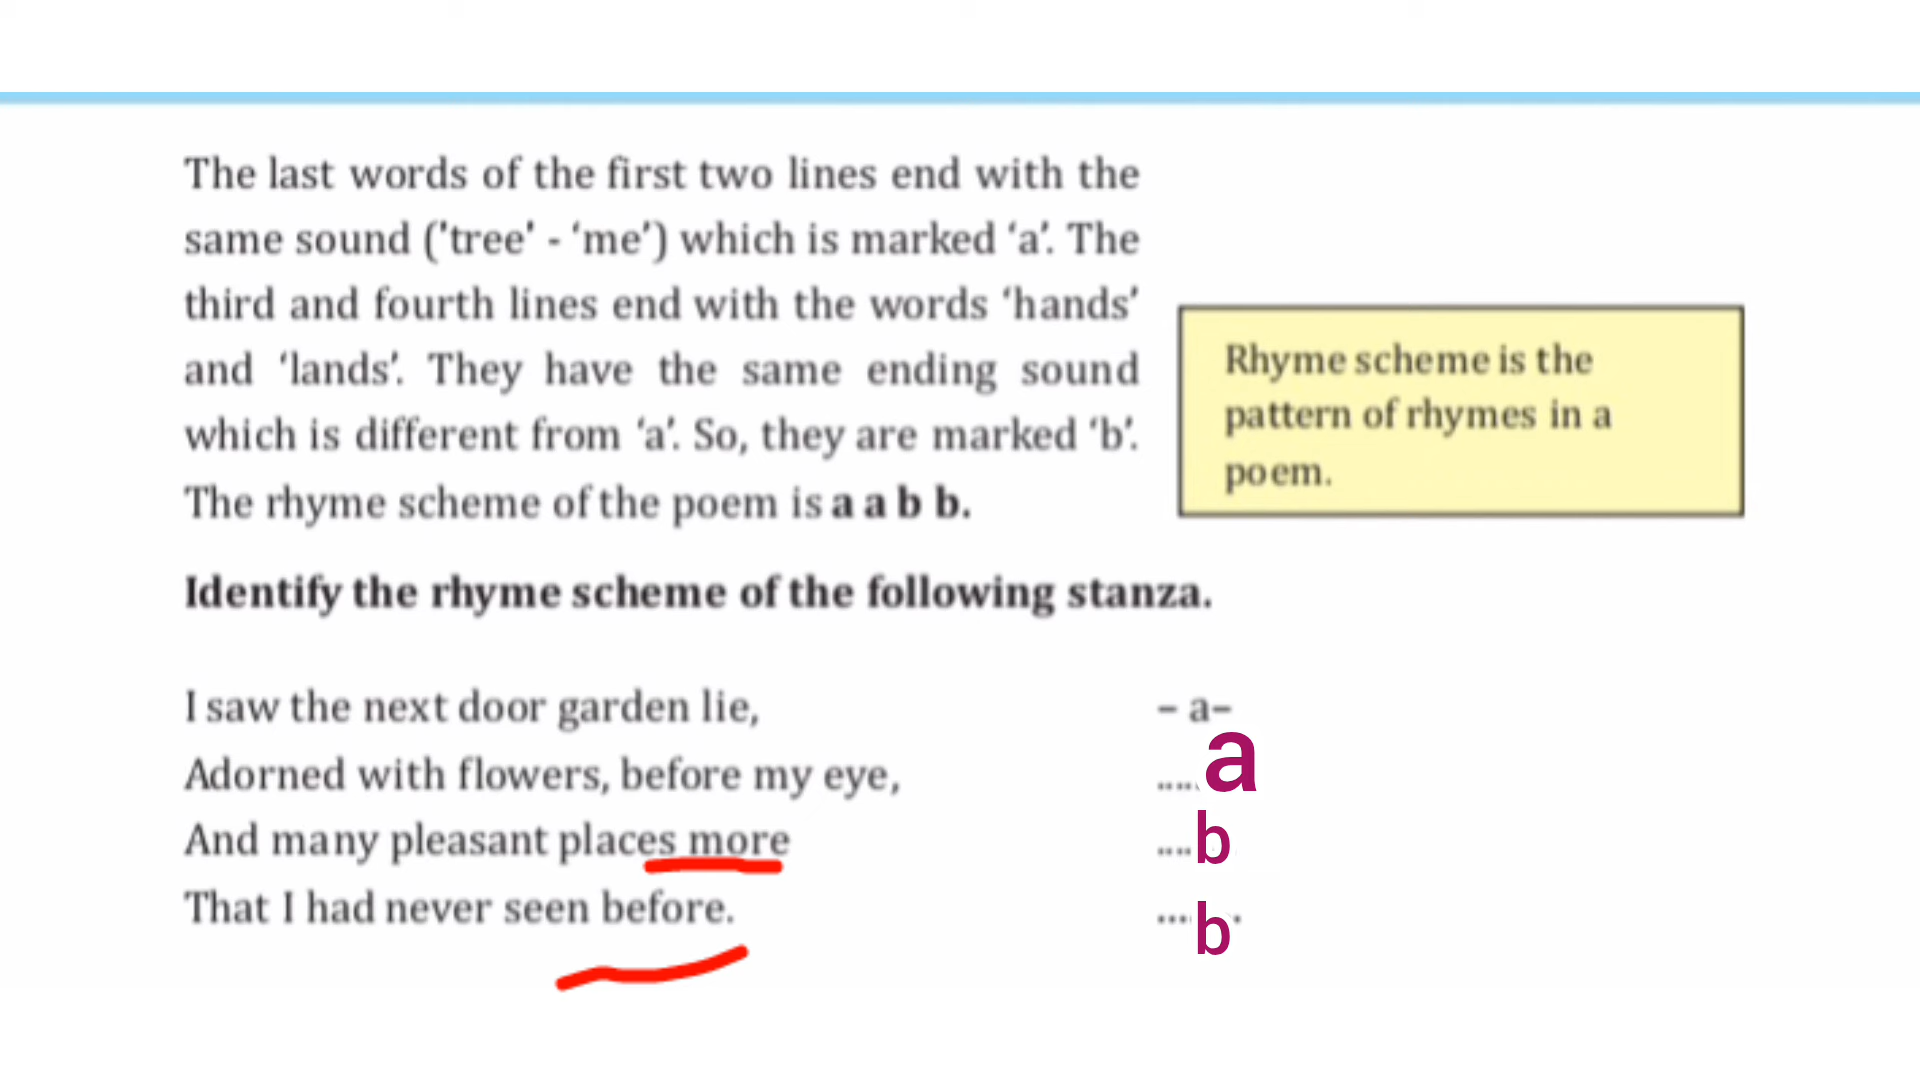 The last words of the first two lines end with the
same sound ('tree' - ‘me’) which is marked ‘a’. The
third and fourth lines end with the words ‘hands’
and ‘lands’. They have the same ending sound
which is different from ‘a’. So, they are marked ‘b’.
The rhyme scheme of the poem is a a b b.
Rhyme scheme is the
pattern of rhymes in a
poem.
Identify the rhyme scheme of the following stanza.
I saw the next door garden lie, – a–
Adorned with flowers, before my eye, ..... a
And many pleasant places more .... b
That I had never seen before. .... b .